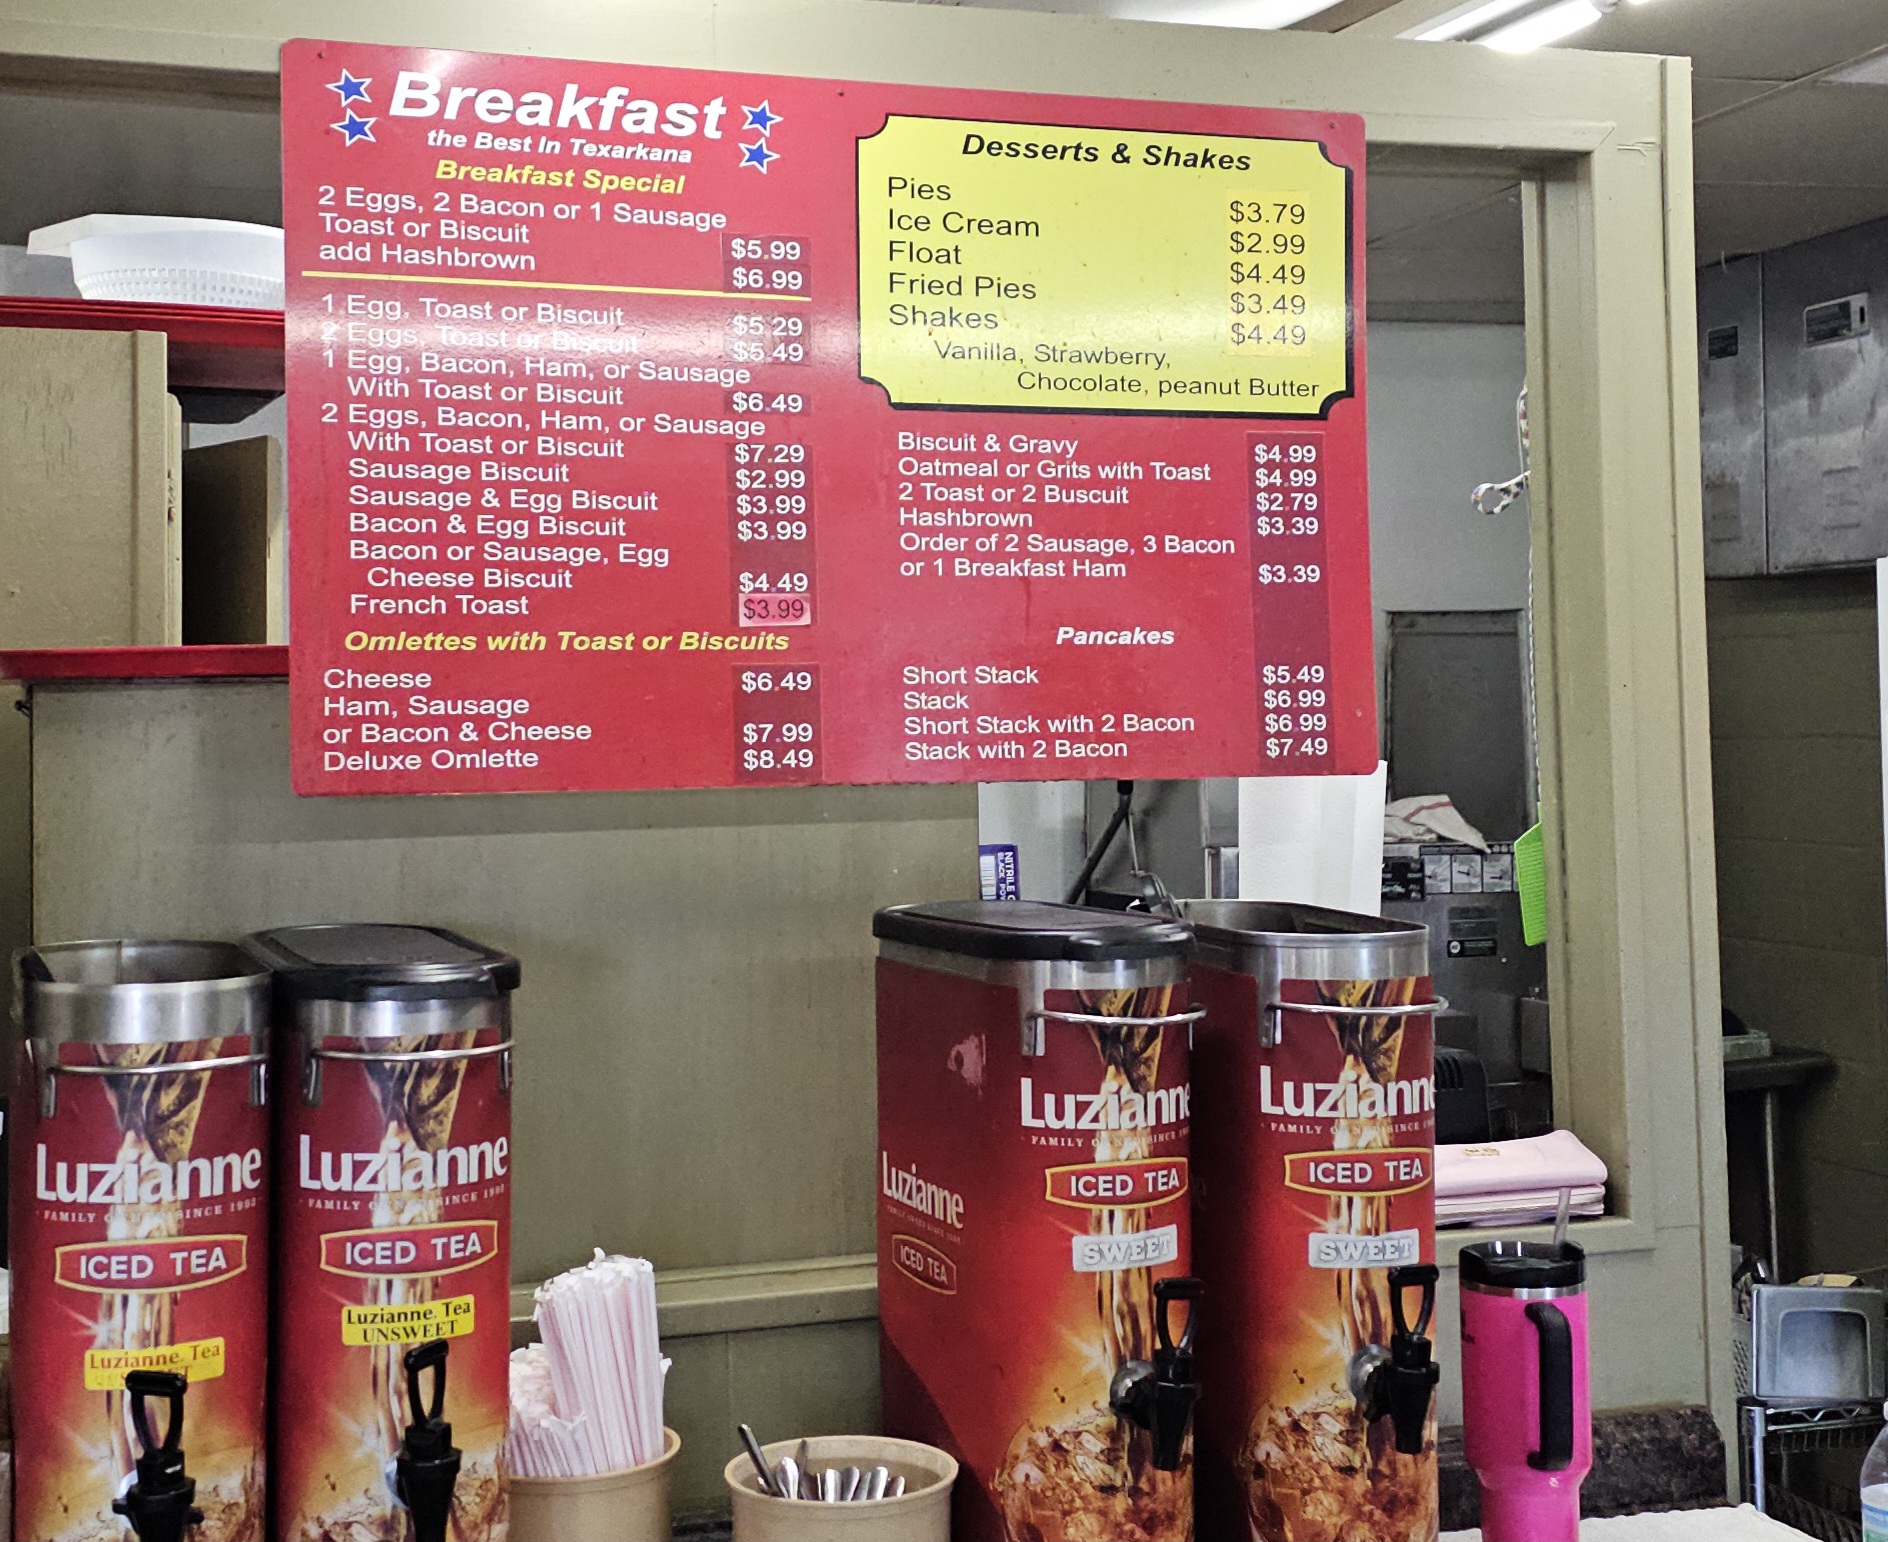 Breakfast
the Best In Texarkana
Breakfast Special
2 Eggs, 2 Bacon or 1 Sausage
Toast or Biscuit $5.99
add Hashbrown $6.99
1 Egg, Toast or Biscuit $5.29
2 Eggs, Toast or Biscuit $5.49
1 Egg, Bacon, Ham, or Sausage
With Toast or Biscuit $6.49
2 Eggs, Bacon, Ham, or Sausage
With Toast or Biscuit $7.29
Sausage Biscuit $2.99
Sausage & Egg Biscuit $3.99
Bacon & Egg Biscuit $3.99
Bacon or Sausage, Egg
Cheese Biscuit $4.49
French Toast $3.99
Omlettes with Toast or Biscuits
Cheese $6.49
Ham, Sausage
or Bacon & Cheese $7.99
Deluxe Omlette $8.49
Desserts & Shakes
Pies $3.79
Ice Cream $2.99
Float $4.49
Fried Pies $3.49
Shakes $4.49
Vanilla, Strawberry,
Chocolate, peanut Butter
Biscuit & Gravy $4.99
Oatmeal or Grits with Toast $4.99
2 Toast or 2 Buscuit $2.79
Hashbrown $3.39
Order of 2 Sausage, 3 Bacon
or 1 Breakfast Ham $3.39
Pancakes
Short Stack $5.49
Stack $6.99
Short Stack with 2 Bacon $6.99
Stack with 2 Bacon $7.49
NITRILE
BLACK
Luzianne
FAMILY SINCE
ICED TEA
Luzianne Tea
Luzianne
FAMILY SINCE
ICED TEA
Luzianne Tea
UNSWEET
Luzianne
ICED TEA
Luzianne
FAMILY SINCE
ICED TEA
SWEET
Luzianne
FAMILY SINCE
ICED TEA
SWEET